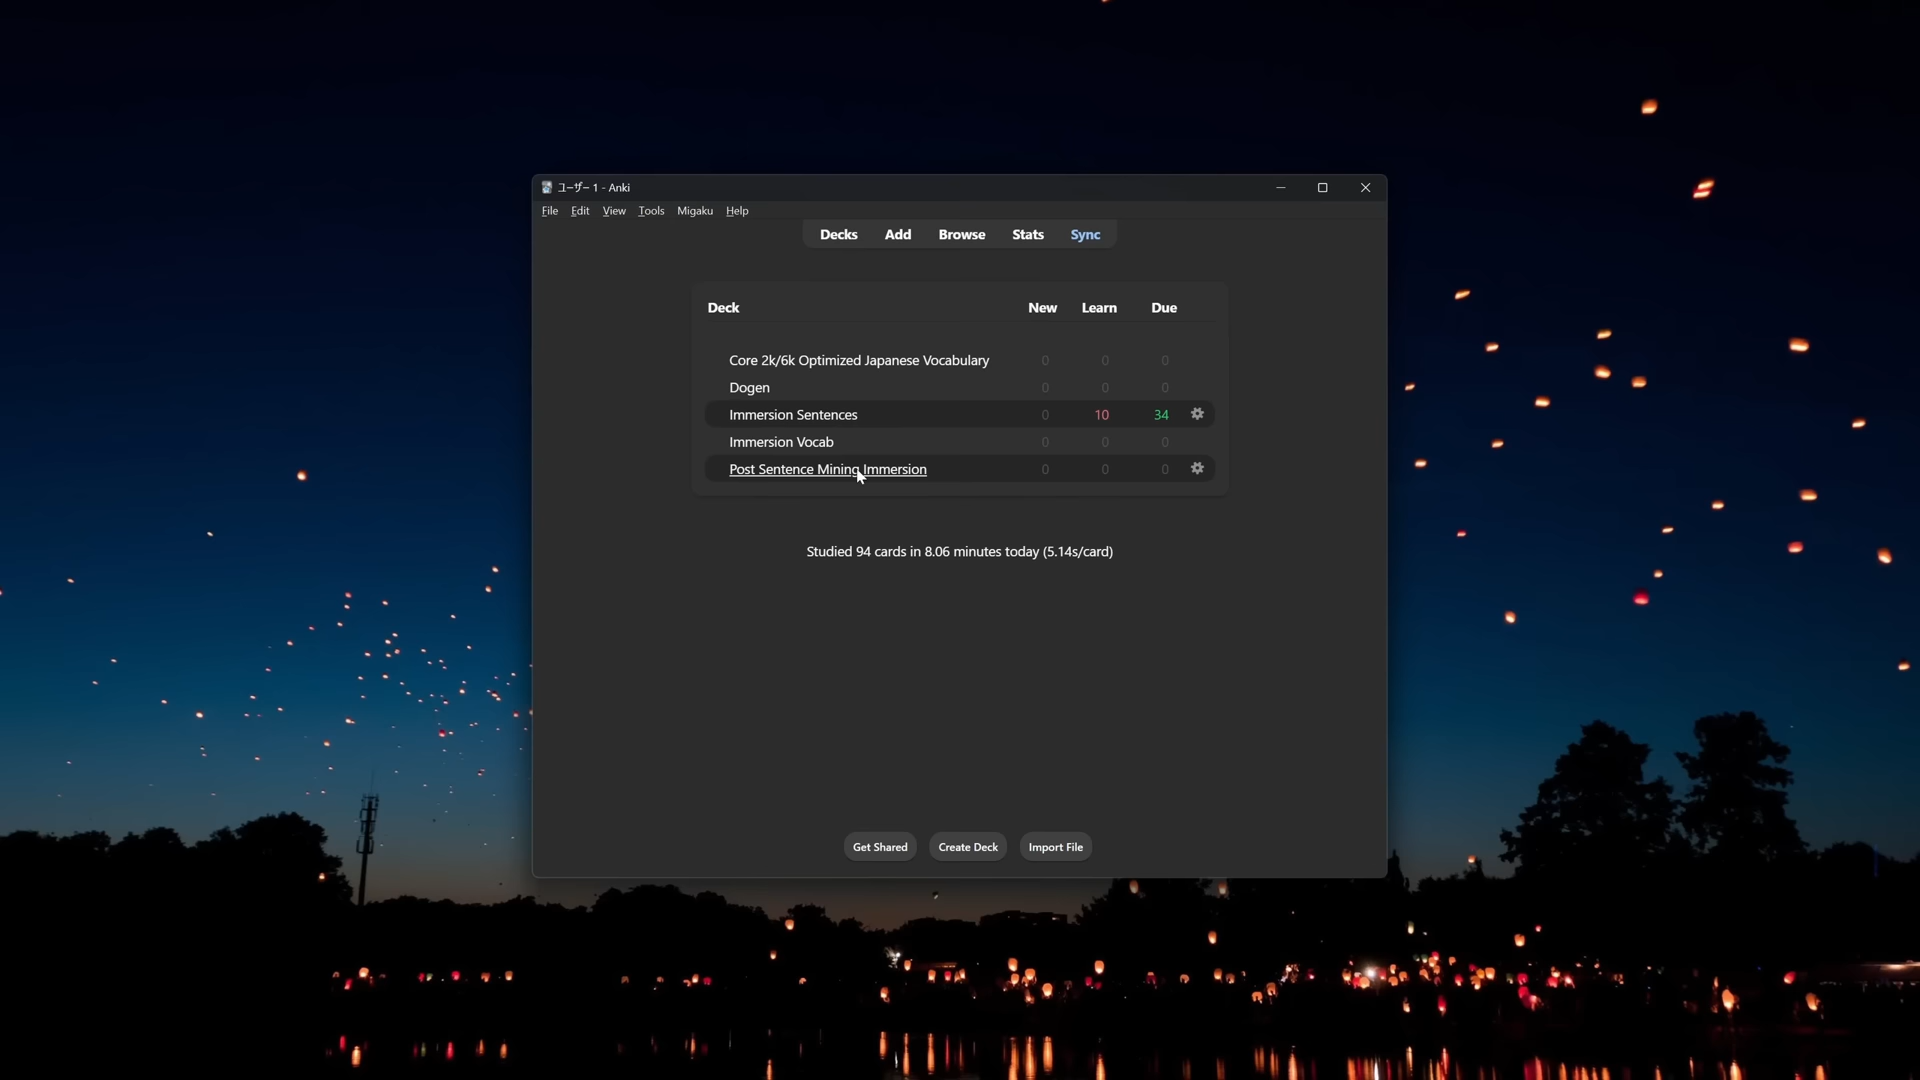 ユーザー 1 - Anki
File Edit View Tools Migaku Help
Decks Add Browse Stats Sync
Deck New Learn Due
Core 2k/6k Optimized Japanese Vocabulary 0 0 0
Dogen 0 0 0
Immersion Sentences 0 10 34
Immersion Vocab 0 0 0
Post Sentence Mining Immersion 0 0 0
Studied 94 cards in 8.06 minutes today (5.14s/card)
Get Shared Create Deck Import File